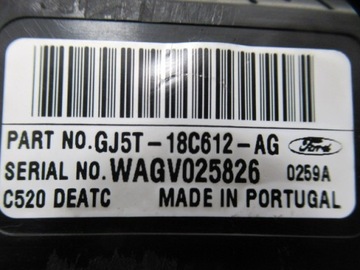 PART NO.GJ5T-18C612-AG Ford
SERIAL NO.WAGV025826 0259A
C520 DEATC MADE IN PORTUGAL